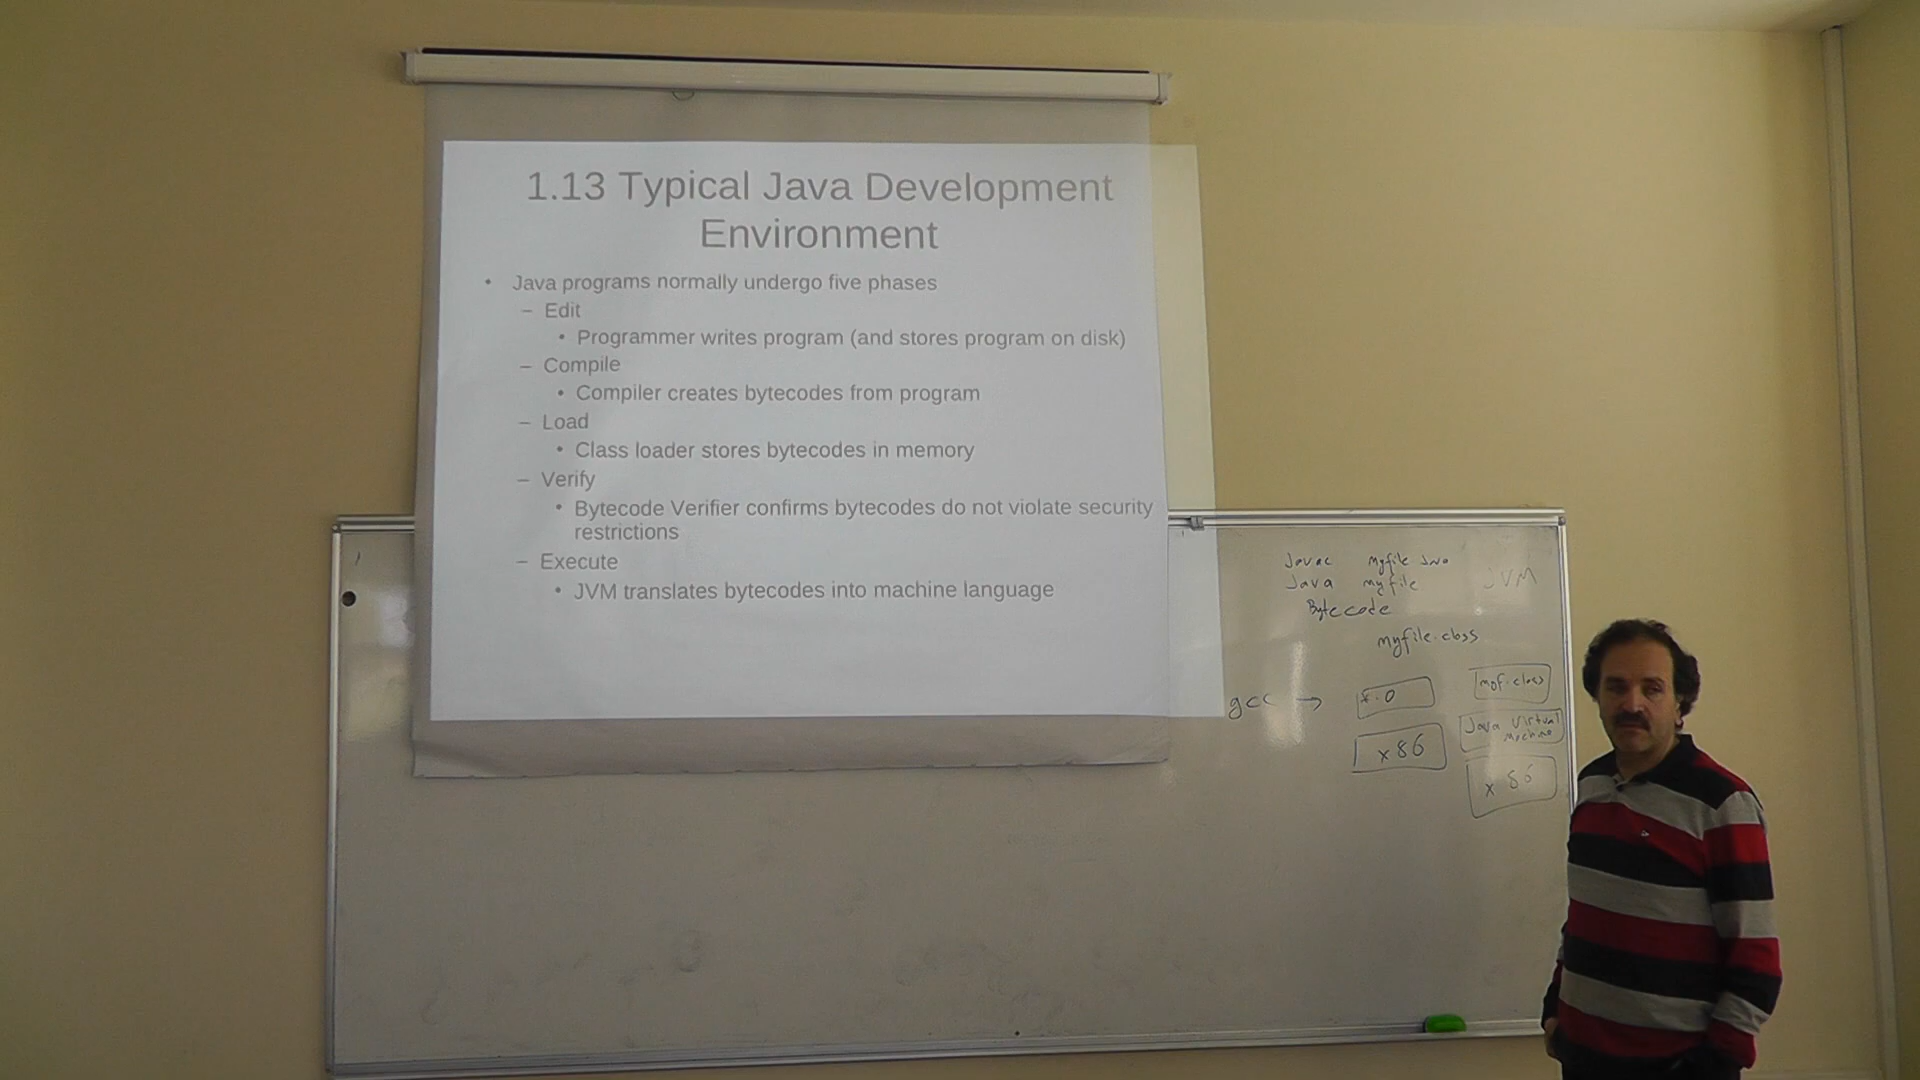 1.13 Typical Java Development
Environment
• Java programs normally undergo five phases
– Edit
• Programmer writes program (and stores program on disk)
– Compile
• Compiler creates bytecodes from program
– Load
• Class loader stores bytecodes in memory
– Verify
• Bytecode Verifier confirms bytecodes do not violate security
restrictions
– Execute
• JVM translates bytecodes into machine language
Javac myfile
Java myfile
JVM
Bytecode
myfile.class
gcc →
x86
Java Virtual
Machine
x 86